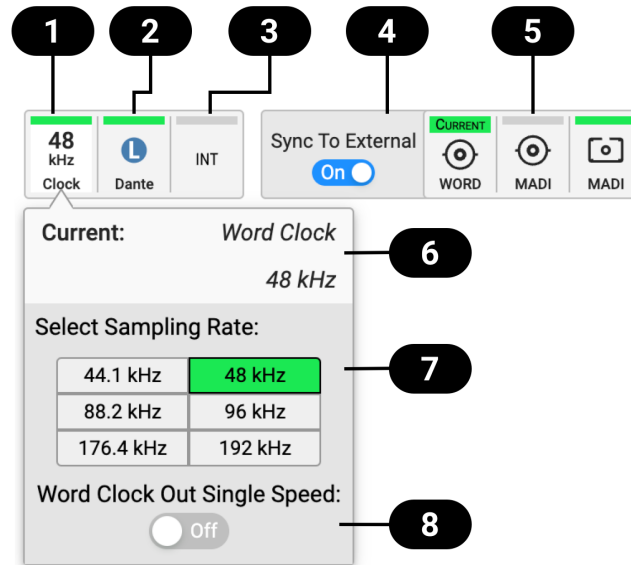 1 2 3 4 5
48
kHz
Clock
L
Dante
INT
Sync To External
On
CURRENT
WORD
MADI
MADI
Current: Word Clock
48 kHz
6
Select Sampling Rate:
44.1 kHz 48 kHz
88.2 kHz 96 kHz
176.4 kHz 192 kHz
7
Word Clock Out Single Speed:
Off
8